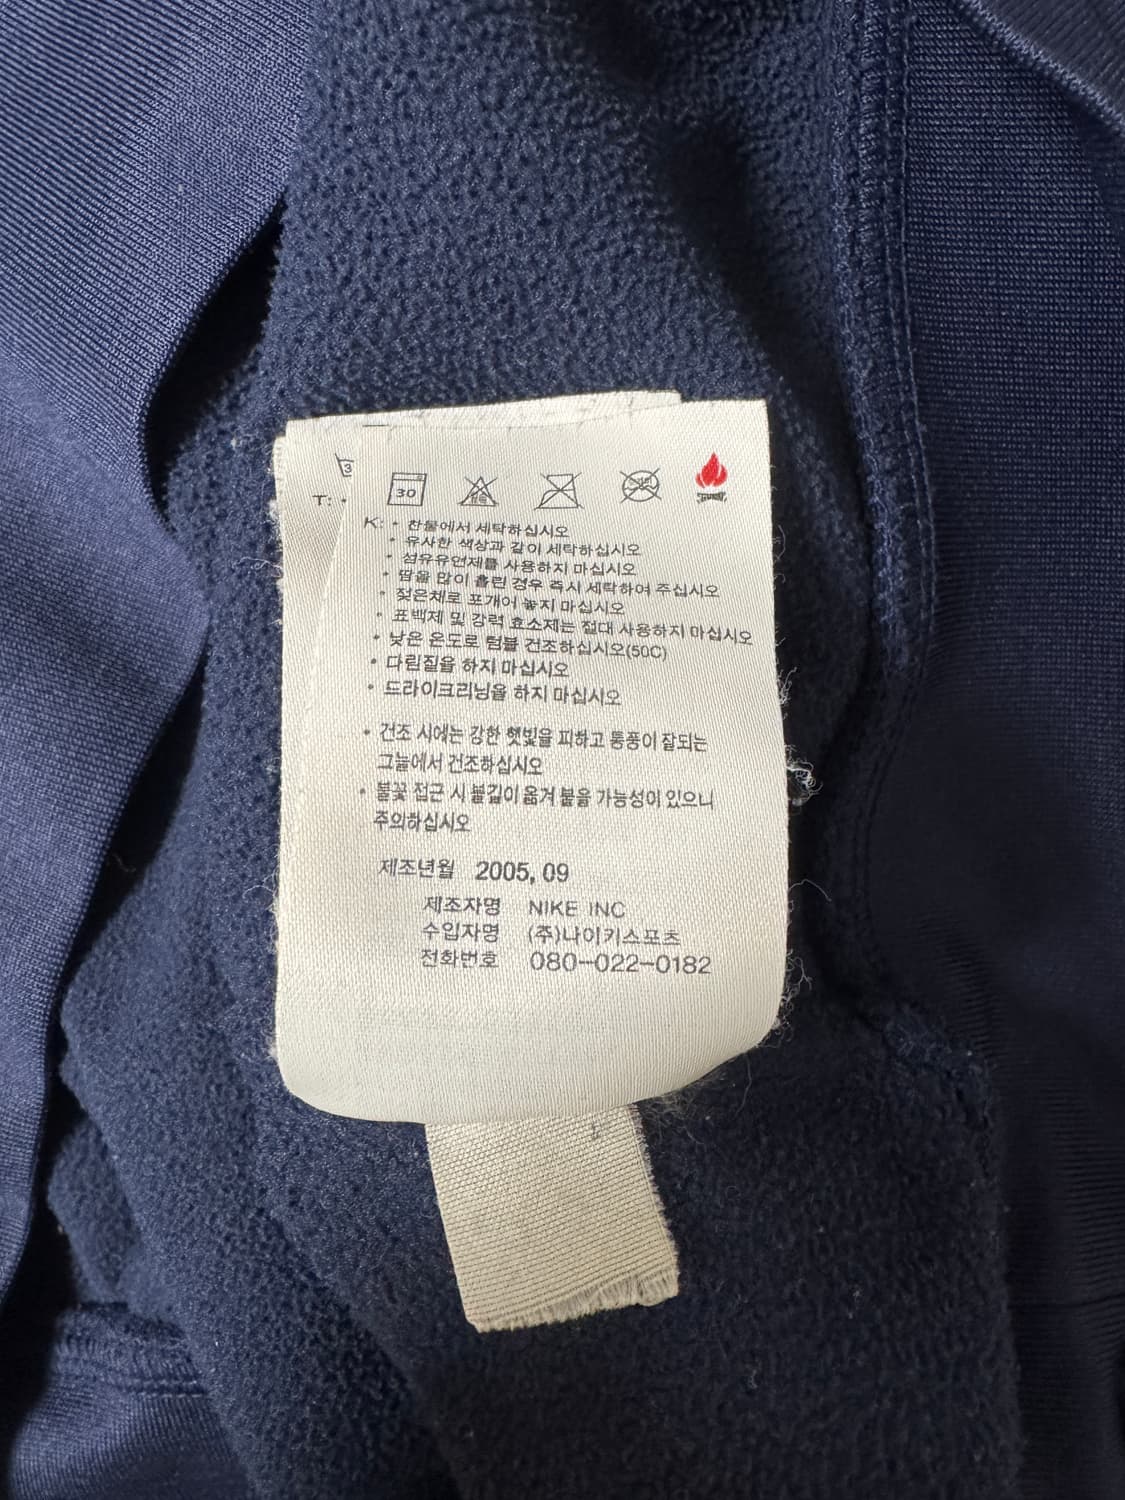 30
K: • 찬물에서 세탁하십시오
• 유사한 색상과 같이 세탁하십시오
• 섬유유연제를 사용하지 마십시오
• 땀을 많이 흘린 경우 즉시 세탁하여 주십시오
• 젖은채로 포개어 놓지 마십시오
• 표백제 및 강력 효소제는 절대 사용하지 마십시오
• 낮은 온도로 텀블 건조하십시오(50C)
• 다림질을 하지 마십시오
• 드라이크리닝을 하지 마십시오
• 건조 시에는 강한 햇빛을 피하고 통풍이 잘되는
그늘에서 건조하십시오
• 불꽃 접근 시 불길이 옮겨 붙을 가능성이 있으니
주의하십시오
제조년월 2005, 09
제조자명 NIKE INC
수입자명 (주)나이키스포츠
전화번호 080-022-0182
T: •